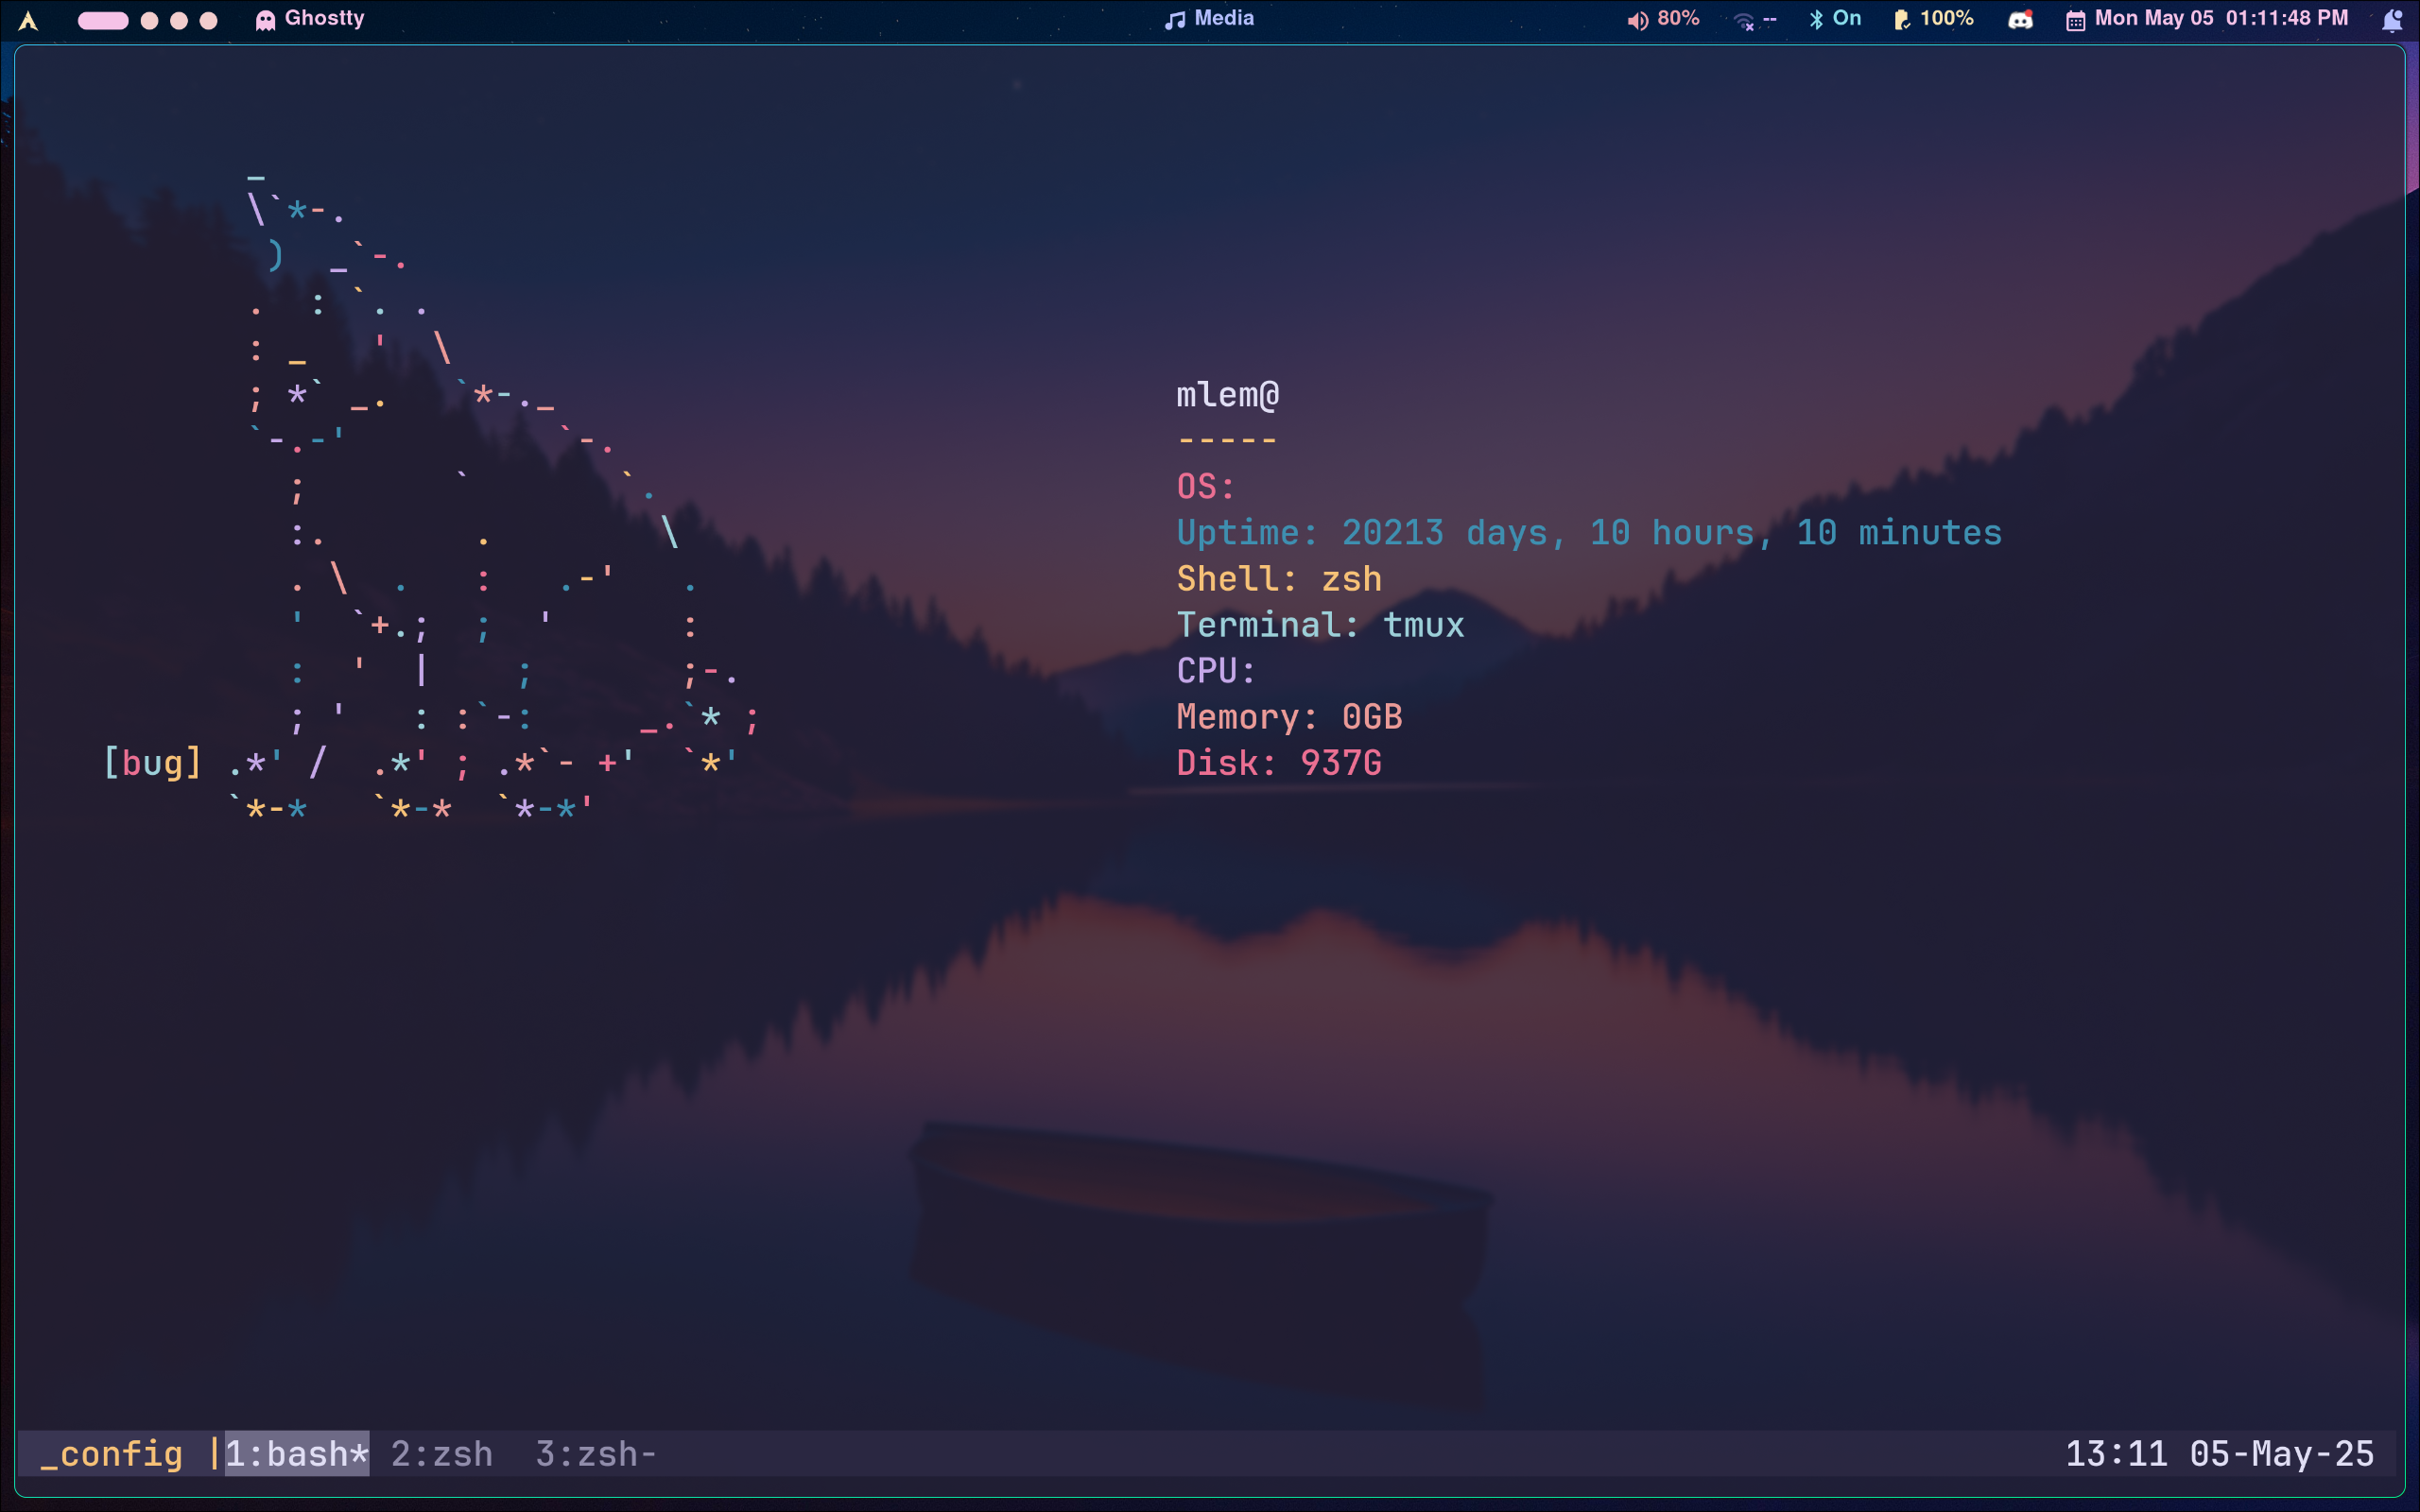 Ghostty Media 80% -- On 100% Mon May 05 01:11:48 PM
mlem@
-----
OS:
Uptime: 20213 days, 10 hours, 10 minutes
Shell: zsh
Terminal: tmux
CPU:
Memory: 0GB
Disk: 937G
[bug]
_config |1:bash* 2:zsh 3:zsh- 13:11 05-May-25